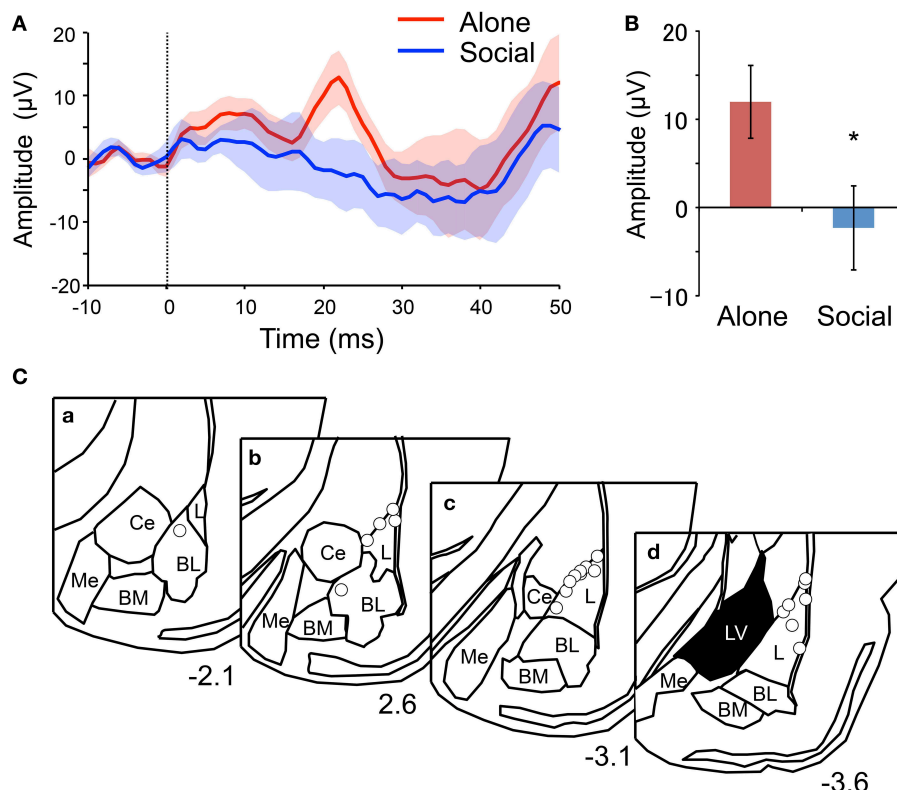 A
Alone
Social
Amplitude (μV)
20
10
0
-10
-20
-10 0 10 20 30 40 50
Time (ms)
B
Amplitude (μV)
20
10
0
−10
*
Alone Social
C
a
Ce
L
BL
Me
BM
-2.1
b
Ce
L
BL
Me
BM
2.6
c
Ce
L
BL
Me
BM
-3.1
d
LV
L
Me
BL
BM
-3.6